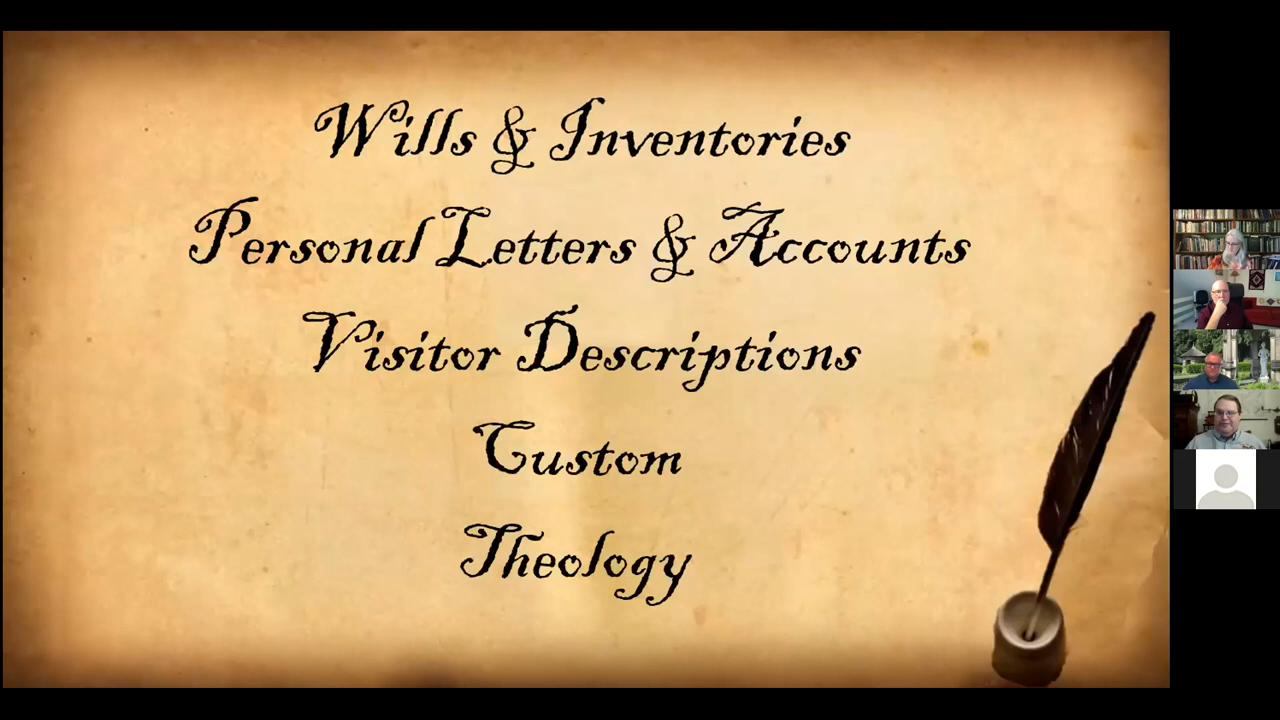 Wills & Inventories
Personal Letters & Accounts
Visitor Descriptions
Custom
Theology